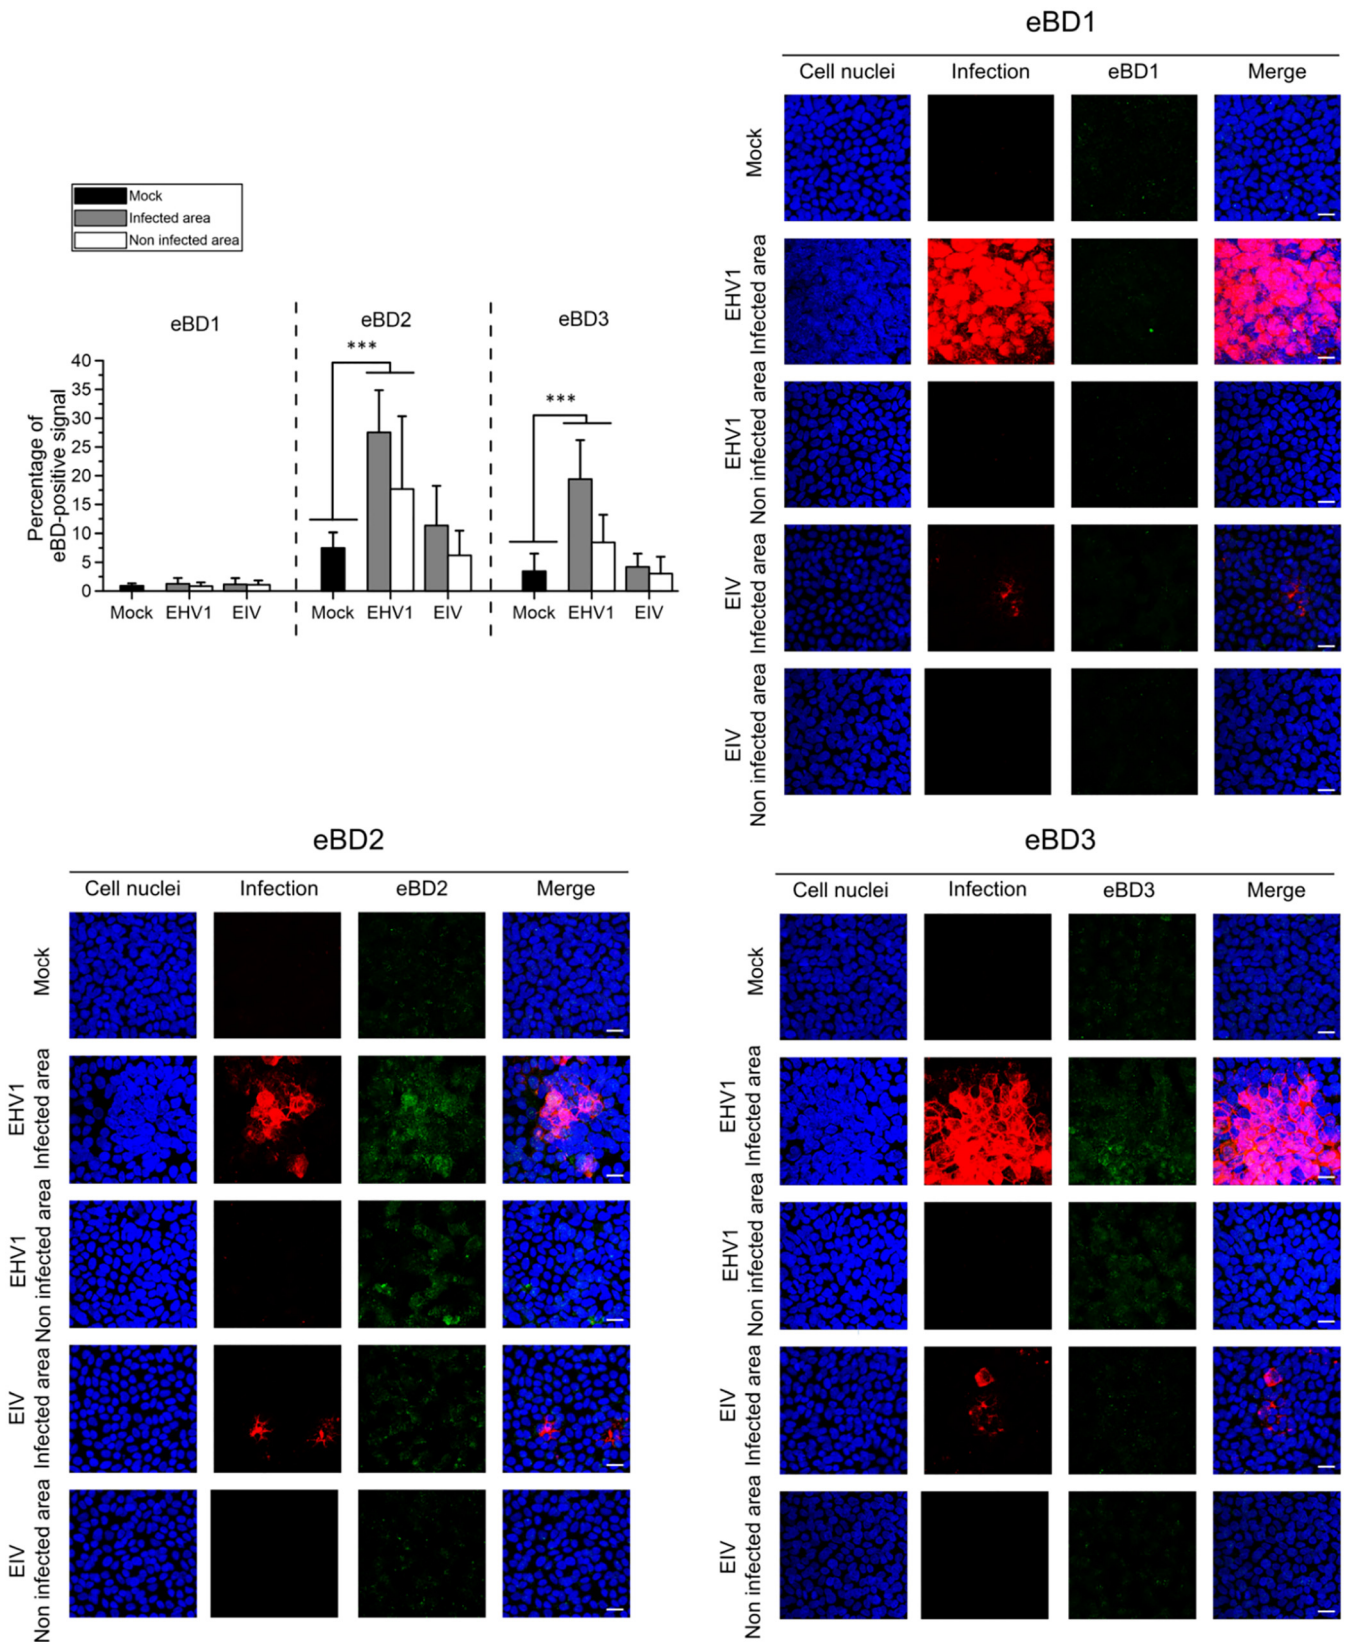 Mock
Infected area
Non infected area
eBD1
eBD2
eBD3
***
***
Percentage of
eBD-positive signal
40
35
30
25
20
15
10
5
0
Mock EHV1 EIV
Mock EHV1 EIV
Mock EHV1 EIV
eBD1
Cell nuclei Infection eBD1 Merge
Mock
EHV1
Infected area
EHV1
Non infected area
EIV
Infected area
EIV
Non infected area
eBD2
Cell nuclei Infection eBD2 Merge
Mock
EHV1
Infected area
EHV1
Non infected area
EIV
Infected area
EIV
Non infected area
eBD3
Cell nuclei Infection eBD3 Merge
Mock
EHV1
Infected area
EHV1
Non infected area
EIV
Infected area
EIV
Non infected area